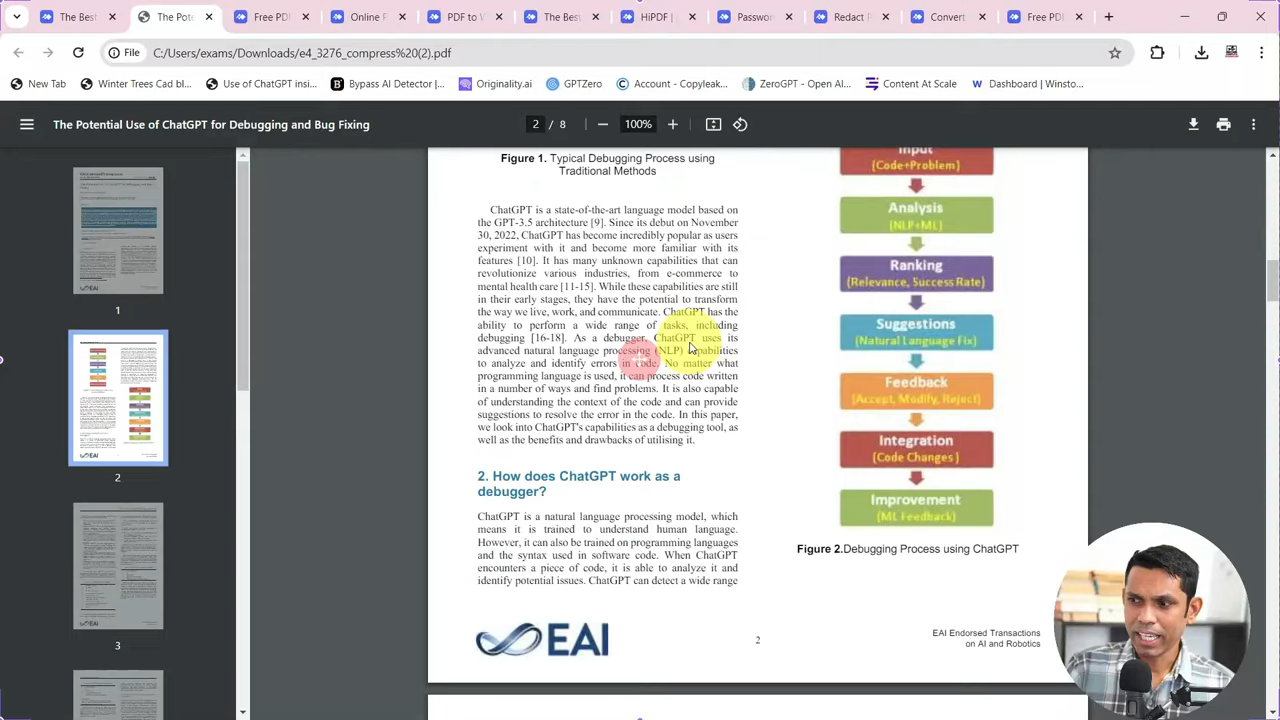 The Best
The Pot
Free PD
Online P
PDF to V
The Best
HiPDF |
Passwo
Redact F
Convert
Free PD
File
C:/Users/exams/Downloads/e4_3276_compress%20(2).pdf
New Tab
Winter Trees Cad bl...
Use of ChatGPT insi...
Bypass AI Detector |...
Originality.ai
GPTZero
Account - Copyleak...
ZeroGPT - Open AI...
Content At Scale
Dashboard | Winsto...
The Potential Use of ChatGPT for Debugging and Bug Fixing
2 / 8
100%
1
2
3
Figure 1. Typical Debugging Process using
Traditional Methods
ChatGPT is a state-of-the-art language model based on
the GPT-3.5 architecture [9]. Since its debut on November
30, 2022, ChatGPT has become incredibly popular as users
experiment with it and become more familiar with its
features [10]. It has many unknown capabilities that can
revolutionize various industries, from e-commerce to
mental health care [11-15]. While these capabilities are still
in their early stages, they have the potential to transform
the way we live, work, and communicate. ChatGPT has the
ability to perform a wide range of tasks, including
debugging [16-18]. As a debugger, ChatGPT uses its
advanced natural language processing (NLP) capabilities
to analyze and identify errors in code. No matter what
programming language is used, it can process code written
in a number of ways and find problems. It is also capable
of understanding the context of the code and can provide
suggestions to resolve the error in the code. In this paper,
we look into ChatGPT's capabilities as a debugging tool, as
well as the benefits and drawbacks of utilising it.
2. How does ChatGPT work as a
debugger?
ChatGPT is a natural language processing model, which
means it is trained to understand human language.
However, it can also be trained on programming languages
and the syntax used in software code. When ChatGPT
encounters a piece of code, it is able to analyze it and
identify potential issues. ChatGPT can detect a wide range
Input
(Code+Problem)
Analysis
(NLP+ML)
Ranking
(Relevance, Success Rate)
Suggestions
(Natural Language Fix)
Feedback
(Accept, Modify, Reject)
Integration
(Code Changes)
Improvement
(ML Feedback)
Figure 2.Debugging Process using ChatGPT
EAI
2
EAI Endorsed Transactions
on AI and Robotics